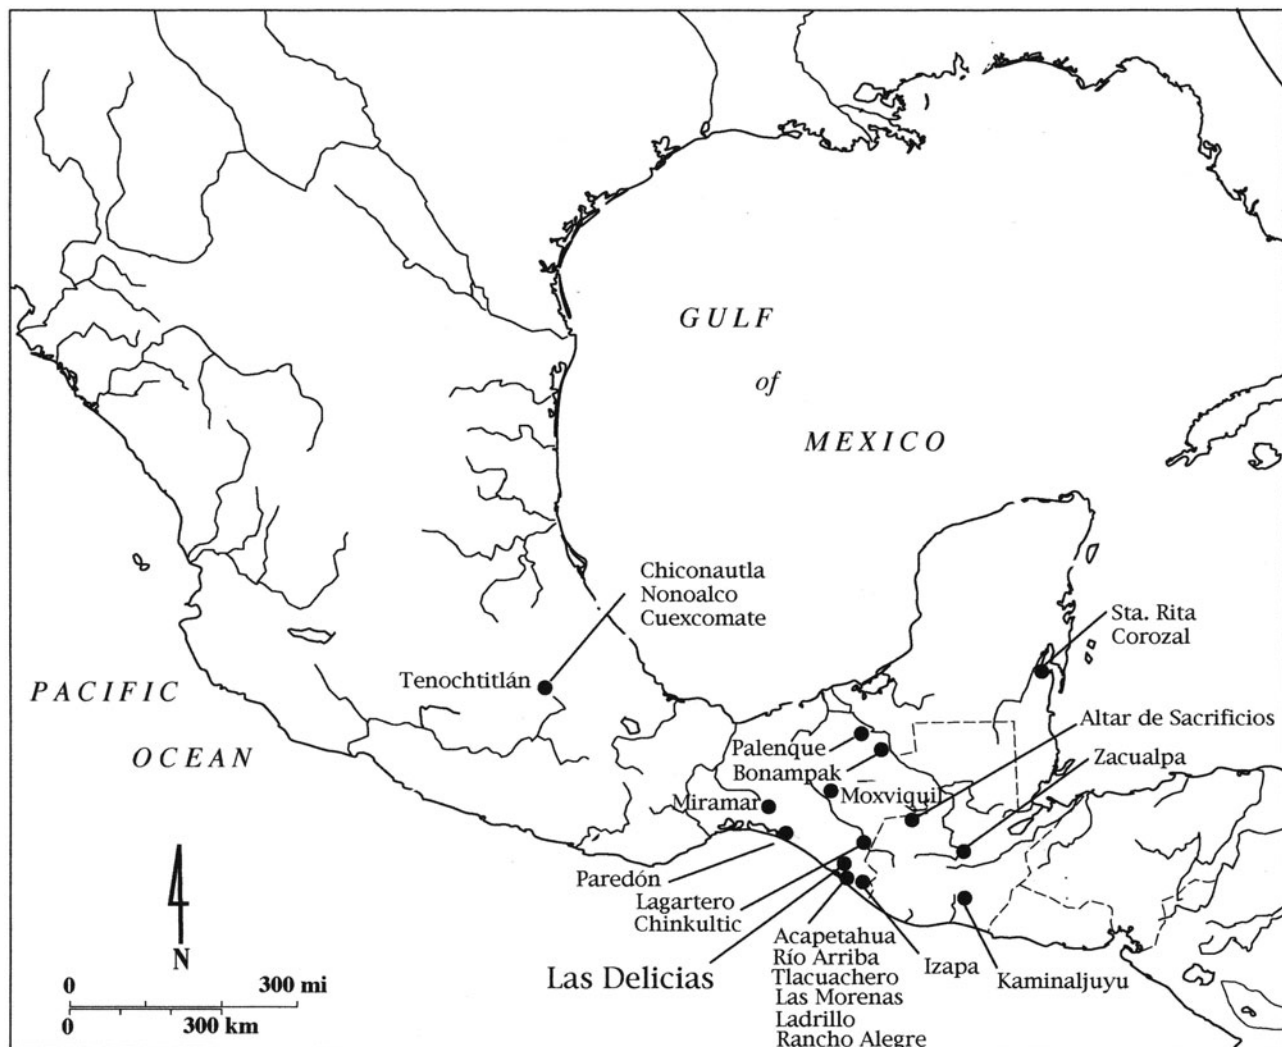 GULF
of
MEXICO
Chiconautla
Nonoalco
Cuexcomate
Sta. Rita
Corozal
Tenochtitlán
PACIFIC
OCEAN
Altar de Sacrificios
Palenque
Zacualpa
Bonampak
Moxviquil
Miramar
Paredón
Lagartero
Chinkultic
Acapetahua
Río Arriba
Tlacuachero
Las Morenas
Ladrillo
Rancho Alegre
Izapa
Kaminaljuyu
Las Delicias
N
0 300 mi
0 300 km